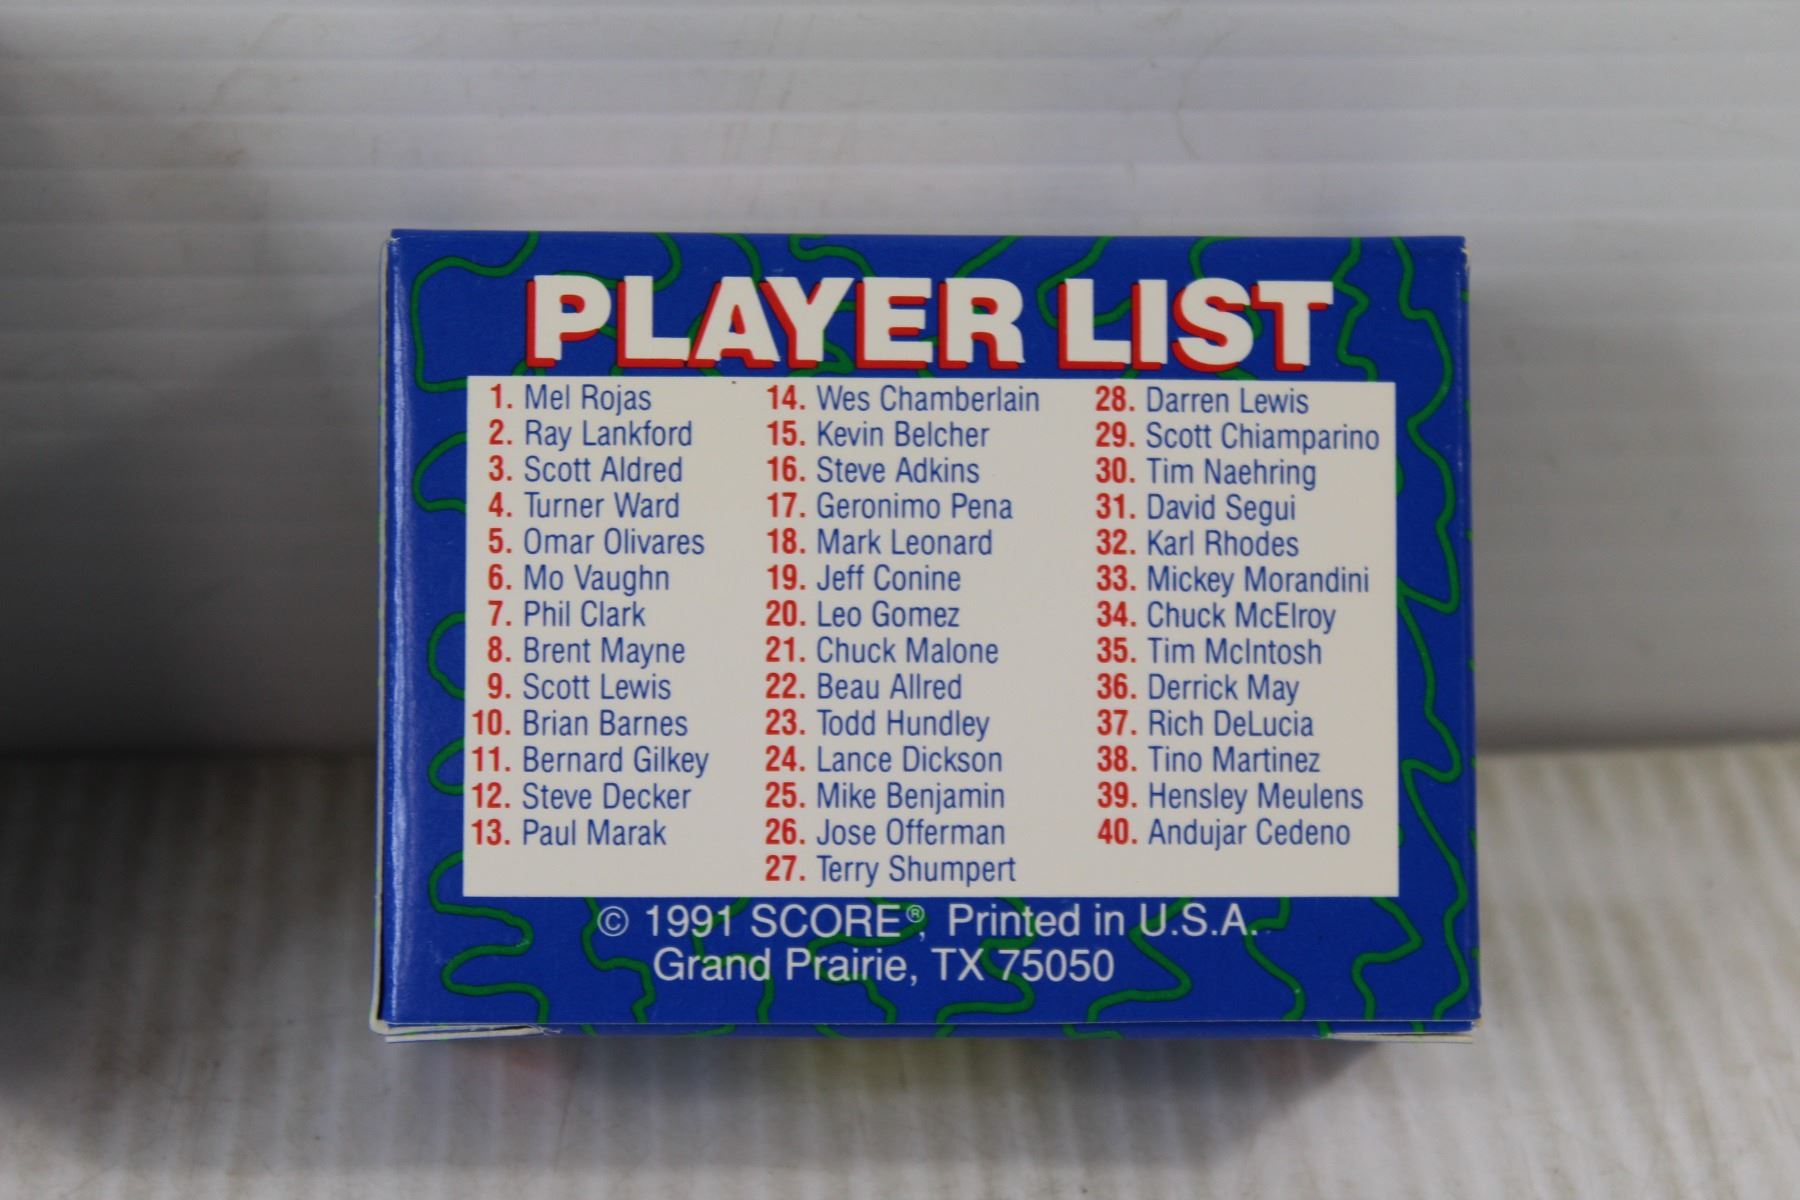 PLAYER LIST
1. Mel Rojas
2. Ray Lankford
3. Scott Aldred
4. Turner Ward
5. Omar Olivares
6. Mo Vaughn
7. Phil Clark
8. Brent Mayne
9. Scott Lewis
10. Brian Barnes
11. Bernard Gilkey
12. Steve Decker
13. Paul Marak
14. Wes Chamberlain
15. Kevin Belcher
16. Steve Adkins
17. Geronimo Pena
18. Mark Leonard
19. Jeff Conine
20. Leo Gomez
21. Chuck Malone
22. Beau Allred
23. Todd Hundley
24. Lance Dickson
25. Mike Benjamin
26. Jose Offerman
27. Terry Shumpert
28. Darren Lewis
29. Scott Chiamparino
30. Tim Naehring
31. David Segui
32. Karl Rhodes
33. Mickey Morandini
34. Chuck McElroy
35. Tim McIntosh
36. Derrick May
37. Rich DeLucia
38. Tino Martinez
39. Hensley Meulens
40. Andujar Cedeno
© 1991 SCORE®, Printed in U.S.A.
Grand Prairie, TX 75050